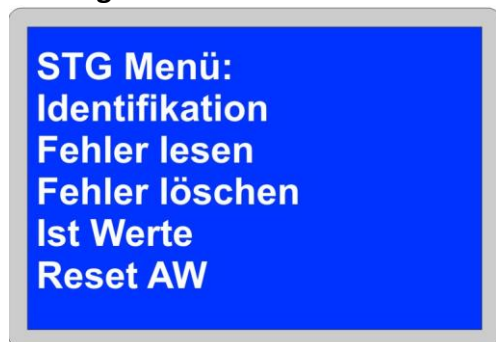 STG Menü:
Identifikation
Fehler lesen
Fehler löschen
Ist Werte
Reset AW